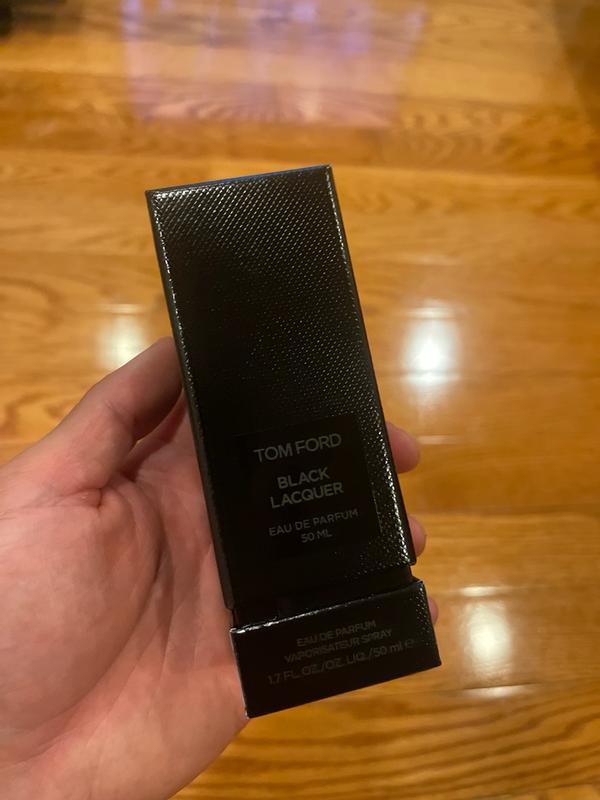 TOM FORD
BLACK
LACQUER
EAU DE PARFUM
50 ML
EAU DE PARFUM
VAPORISATEUR SPRAY
1.7 FL.OZ./OZ. LIQ./50 ml ℮